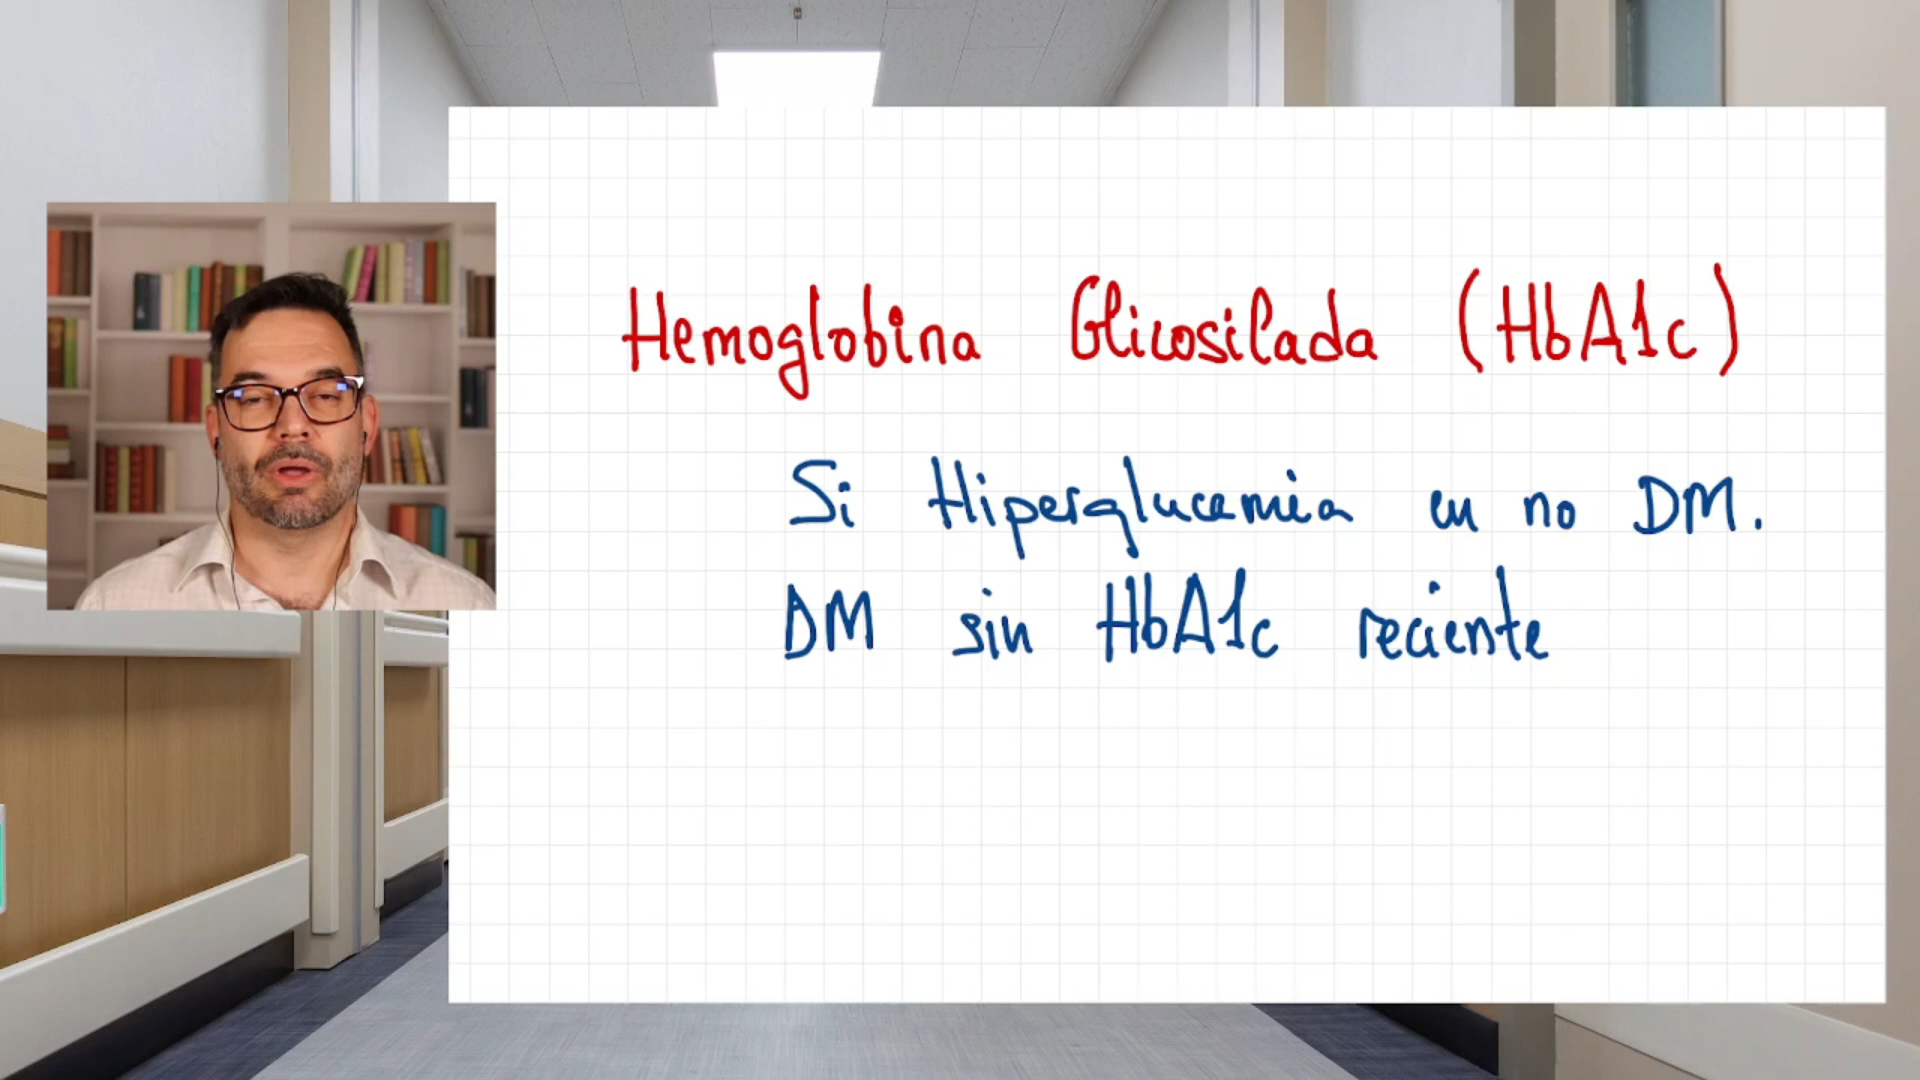 Hemoglobina Glicosilada (HbA1c)
Si Hiperglucemia en no DM.
DM sin HbA1c reciente